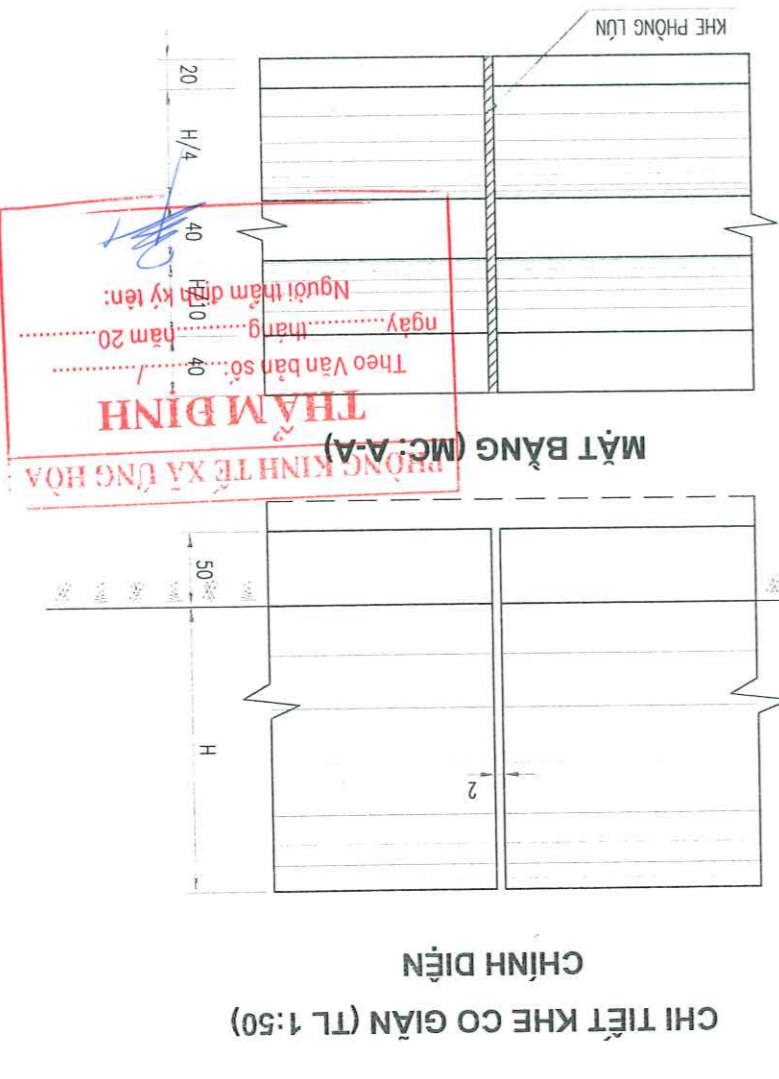 CHI TIẾT KHE CO GIÃN (TL 1:50)
CHÍNH DIỆN
2
H
50
MẶT BẰNG (MC: A-A)
PHÒNG KINH TẾ XÃ ỨNG HÒA
THẨM ĐỊNH
Theo Văn bản số:............/............
ngày............tháng.........năm 20............
Người thẩm định ký tên:
40
H/10
40
H/4
20
KHE PHÒNG LÚN